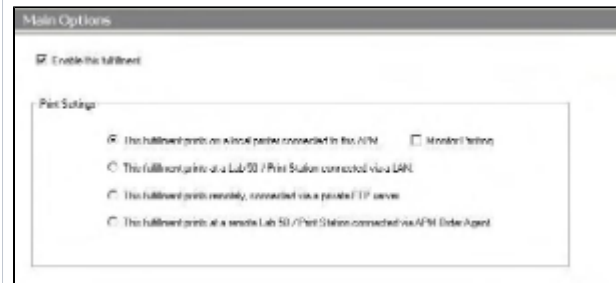 Main Options
Enable this fulfillment
Print Settings
This fulfillment prints on a local printer connected to this APM. Monitor Printing
This fulfillment prints at a Lab 50 / Print Station connected via a LAN.
This fulfillment prints remotely, connected via a private FTP server.
This fulfillment prints at a remote Lab 50 / Print Station connected via APM Order Agent.